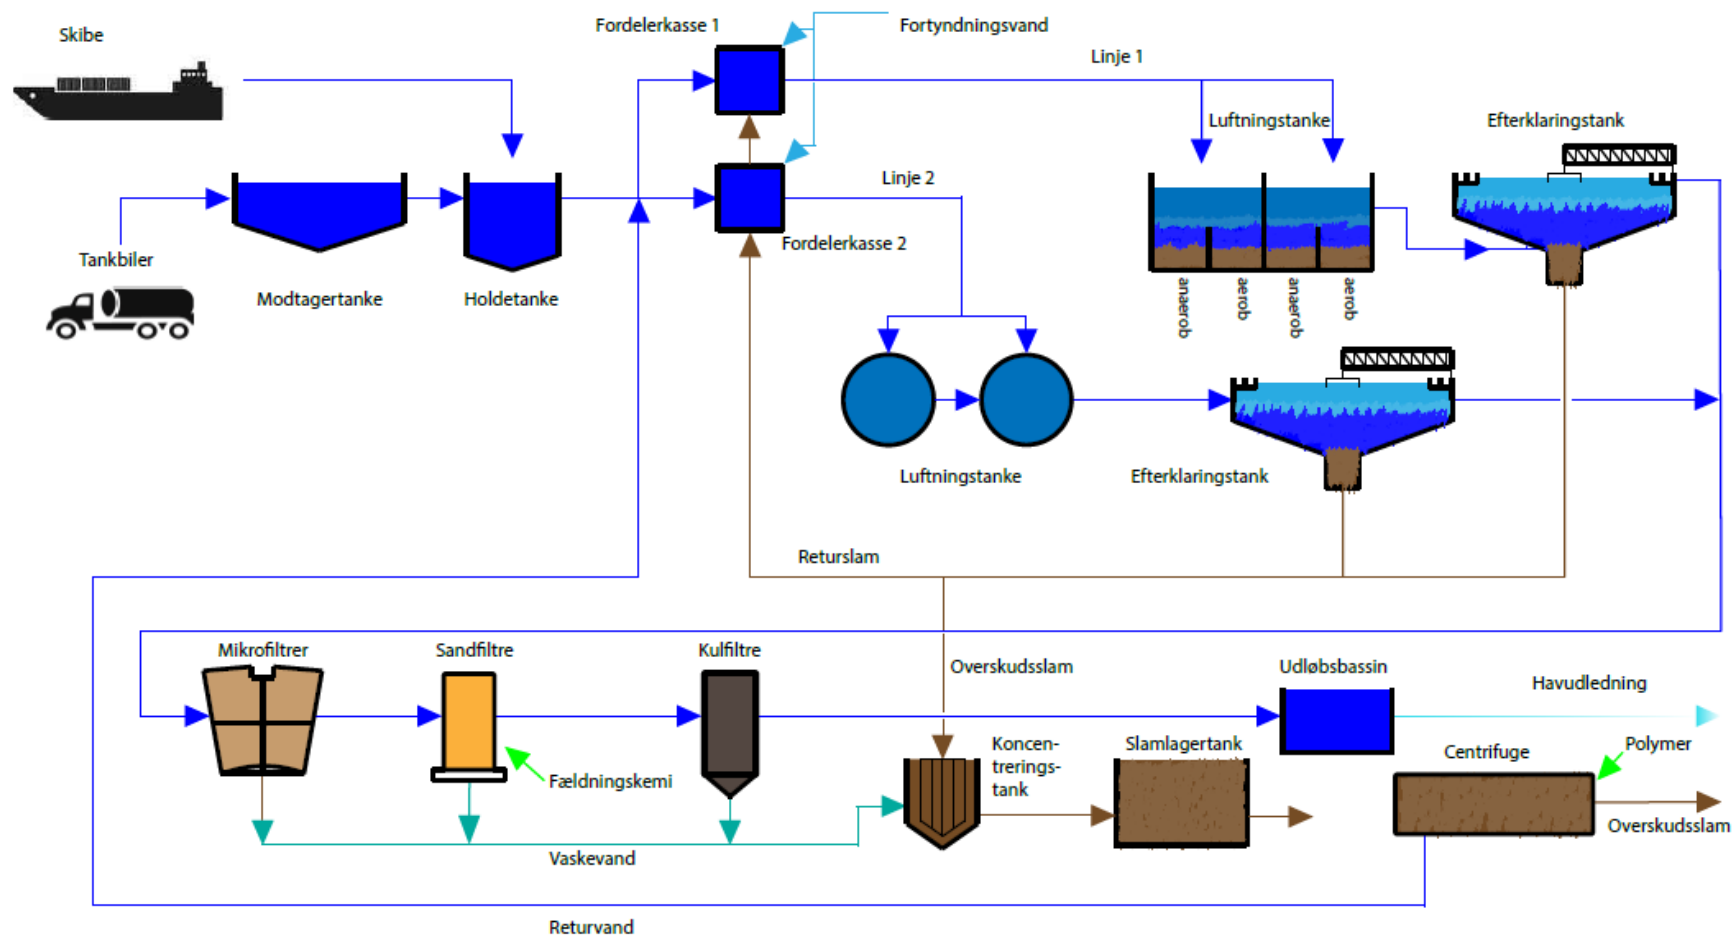 Skibe
Fordelerkasse 1
Fortyndningsvand
Linje 1
Luftningstanke
Efterklaringstank
Linje 2
Fordelerkasse 2
Tankbiler
Modtagertanke
Holdetanke
anaerob
aerob
anaerob
aerob
Luftningstanke
Efterklaringstank
Returslam
Mikrofiltrer
Sandfiltre
Kulfiltre
Overskudsslam
Udløbsbassin
Havudledning
Koncen-
trerings-
tank
Slamlagertank
Centrifuge
Polymer
Fældningskemi
Overskudsslam
Vaskevand
Returvand